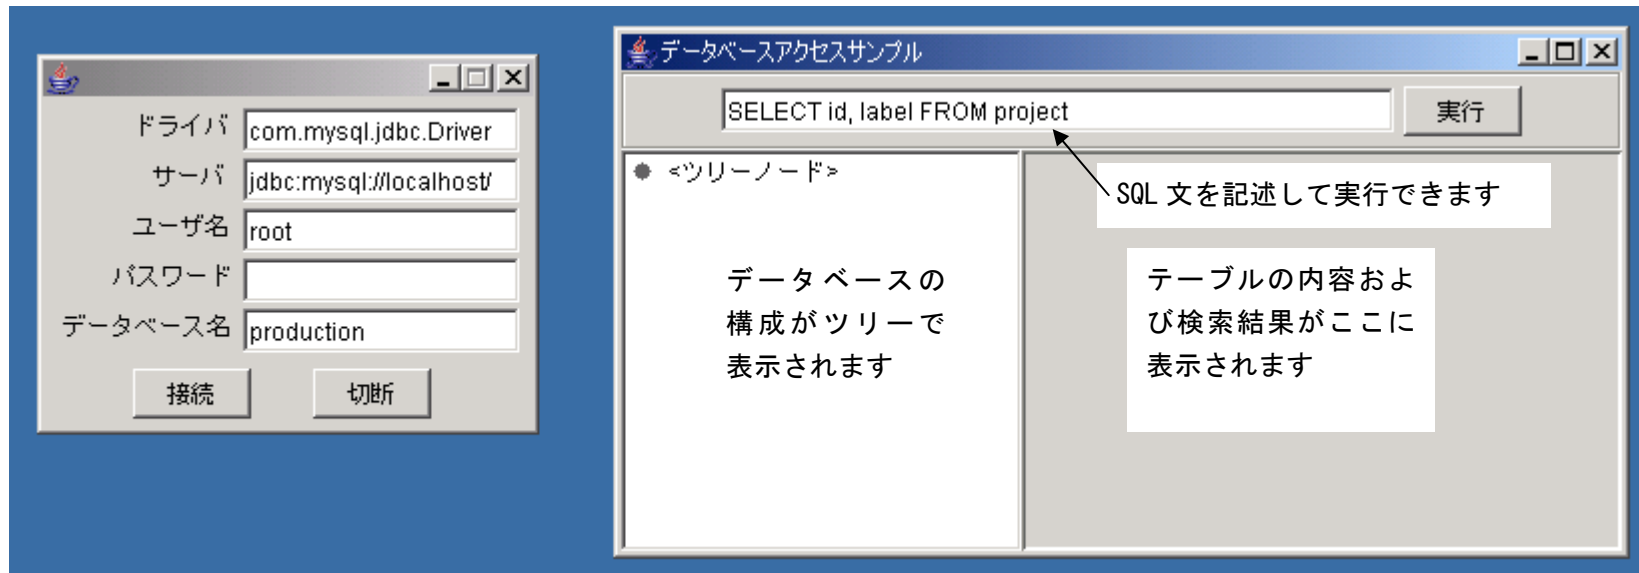 ドライバ
com.mysql.jdbc.Driver
サーバ
jdbc:mysql://localhost/
ユーザ名
root
パスワード
データベース名
production
接続
切断
データベースアクセスサンプル
SELECT id, label FROM project
実行
<ツリーノード>
SQL 文を記述して実行できます
データベースの
構成がツリーで
表示されます
テーブルの内容およ
び検索結果がここに
表示されます